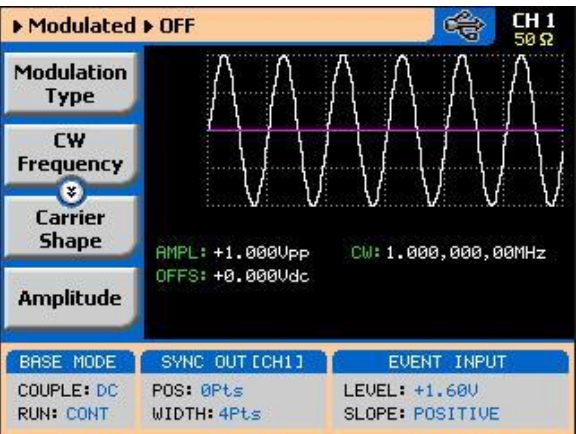 Modulated OFF
CH 1
50 Ω
Modulation
Type
CW
Frequency
Carrier
Shape
Amplitude
AMPL: +1.000Vpp CW: 1.000,000,00MHz
OFFS: +0.000Vdc
BASE MODE
COUPLE: DC
RUN: CONT
SYNC OUT [CH1]
POS: 0Pts
WIDTH: 4Pts
EVENT INPUT
LEVEL: +1.60V
SLOPE: POSITIVE